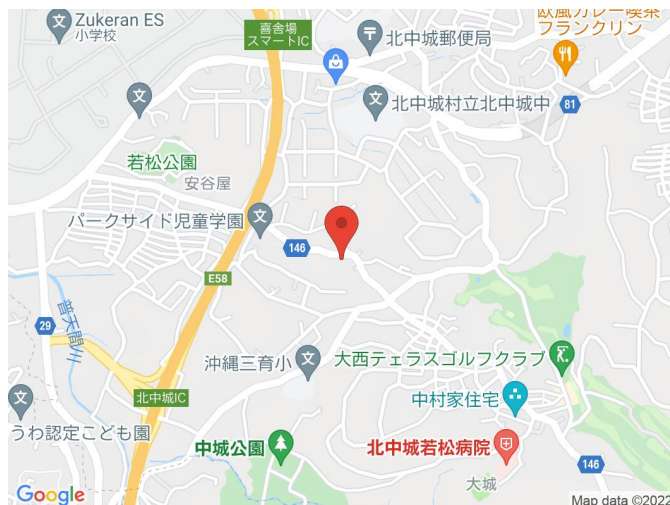 Zukeran ES
小学校
喜舎場
スマートIC
北中城郵便局
欧風カレー喫茶
フランクリン
北中城村立北中城中
81
若松公園
安谷屋
パークサイド児童学園
146
E58
普天間川
29
沖縄三育小
大西テラスゴルフクラブ
北中城IC
中村家住宅
うわ認定こども園
中城公園
北中城若松病院
146
大城
Google
Map data ©2022